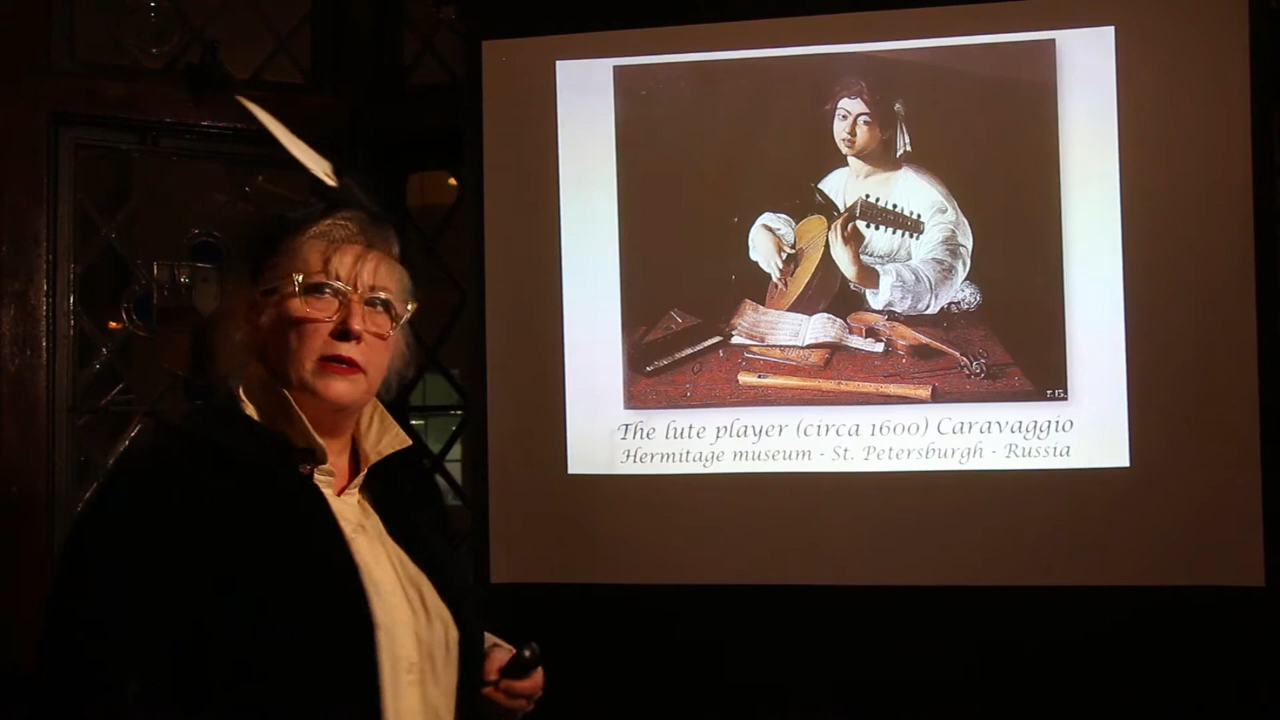 The lute player (circa 1600) Caravaggio
Hermitage museum - St. Petersburgh - Russia